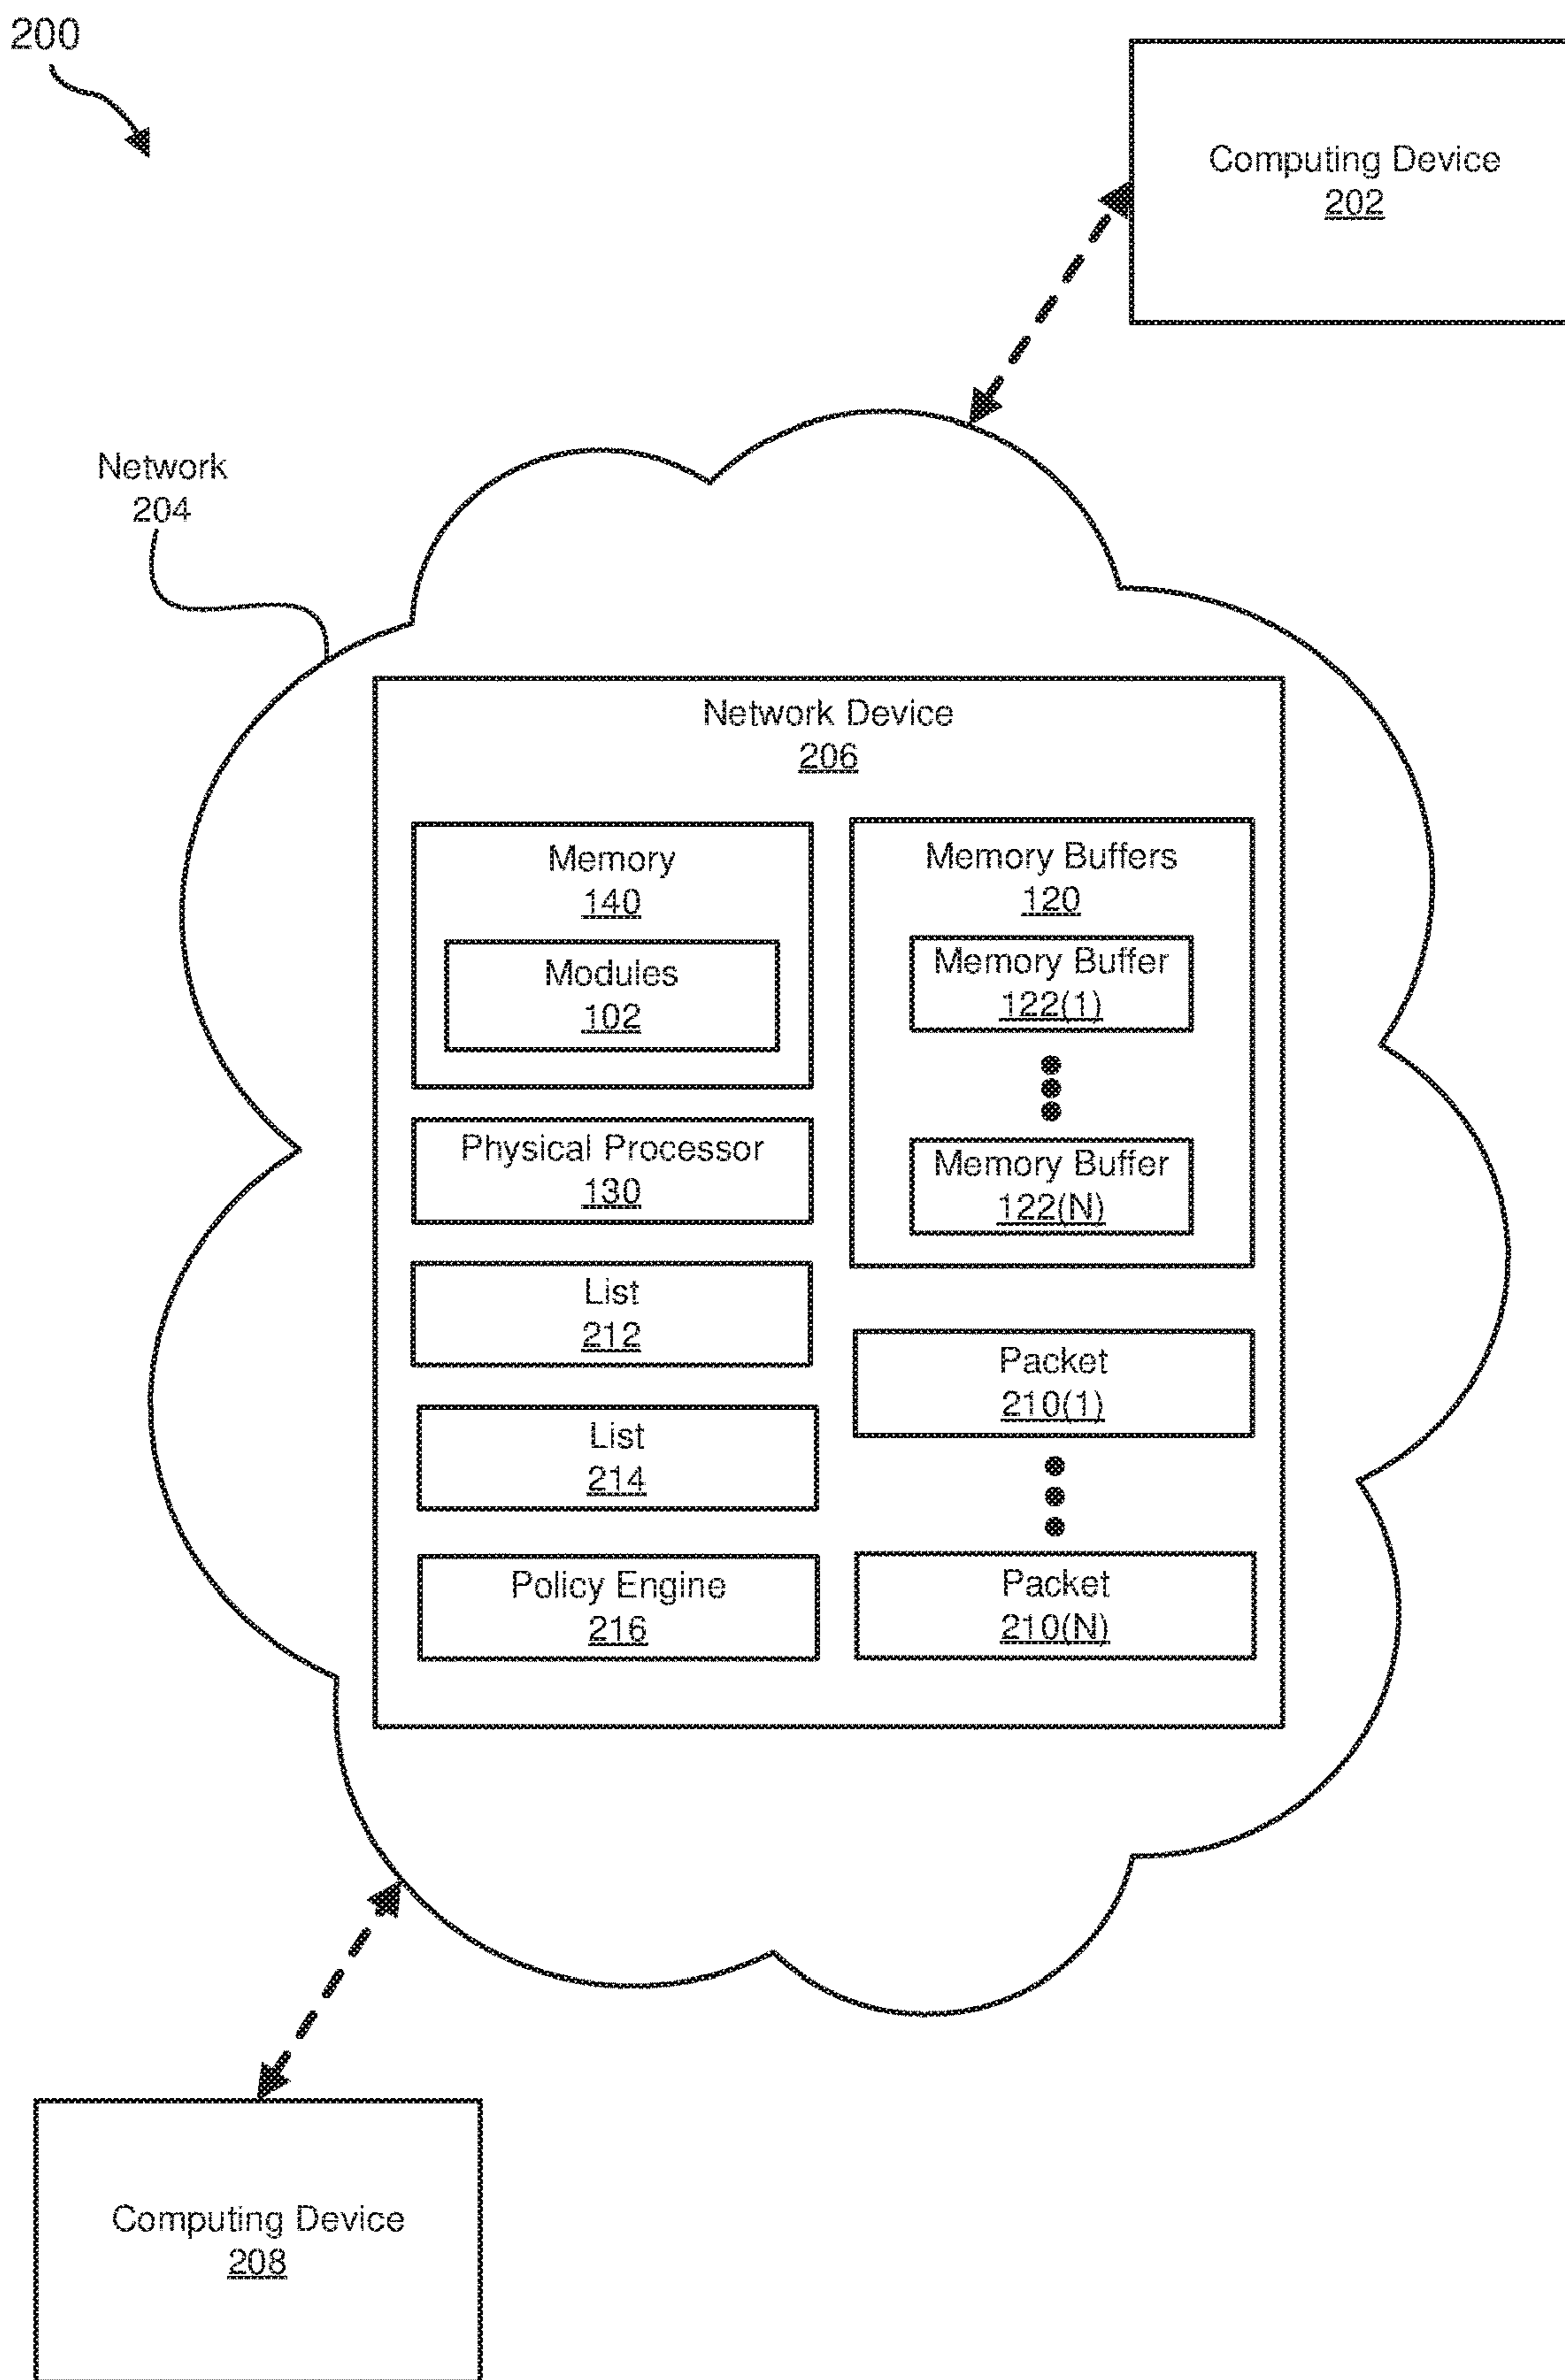 200
Computing Device
202
Network
204
Network Device
206
Memory
140
Modules
102
Physical Processor
130
List
212
List
214
Policy Engine
216
Memory Buffers
120
Memory Buffer
122(1)
Memory Buffer
122(N)
Packet
210(1)
Packet
210(N)
Computing Device
208